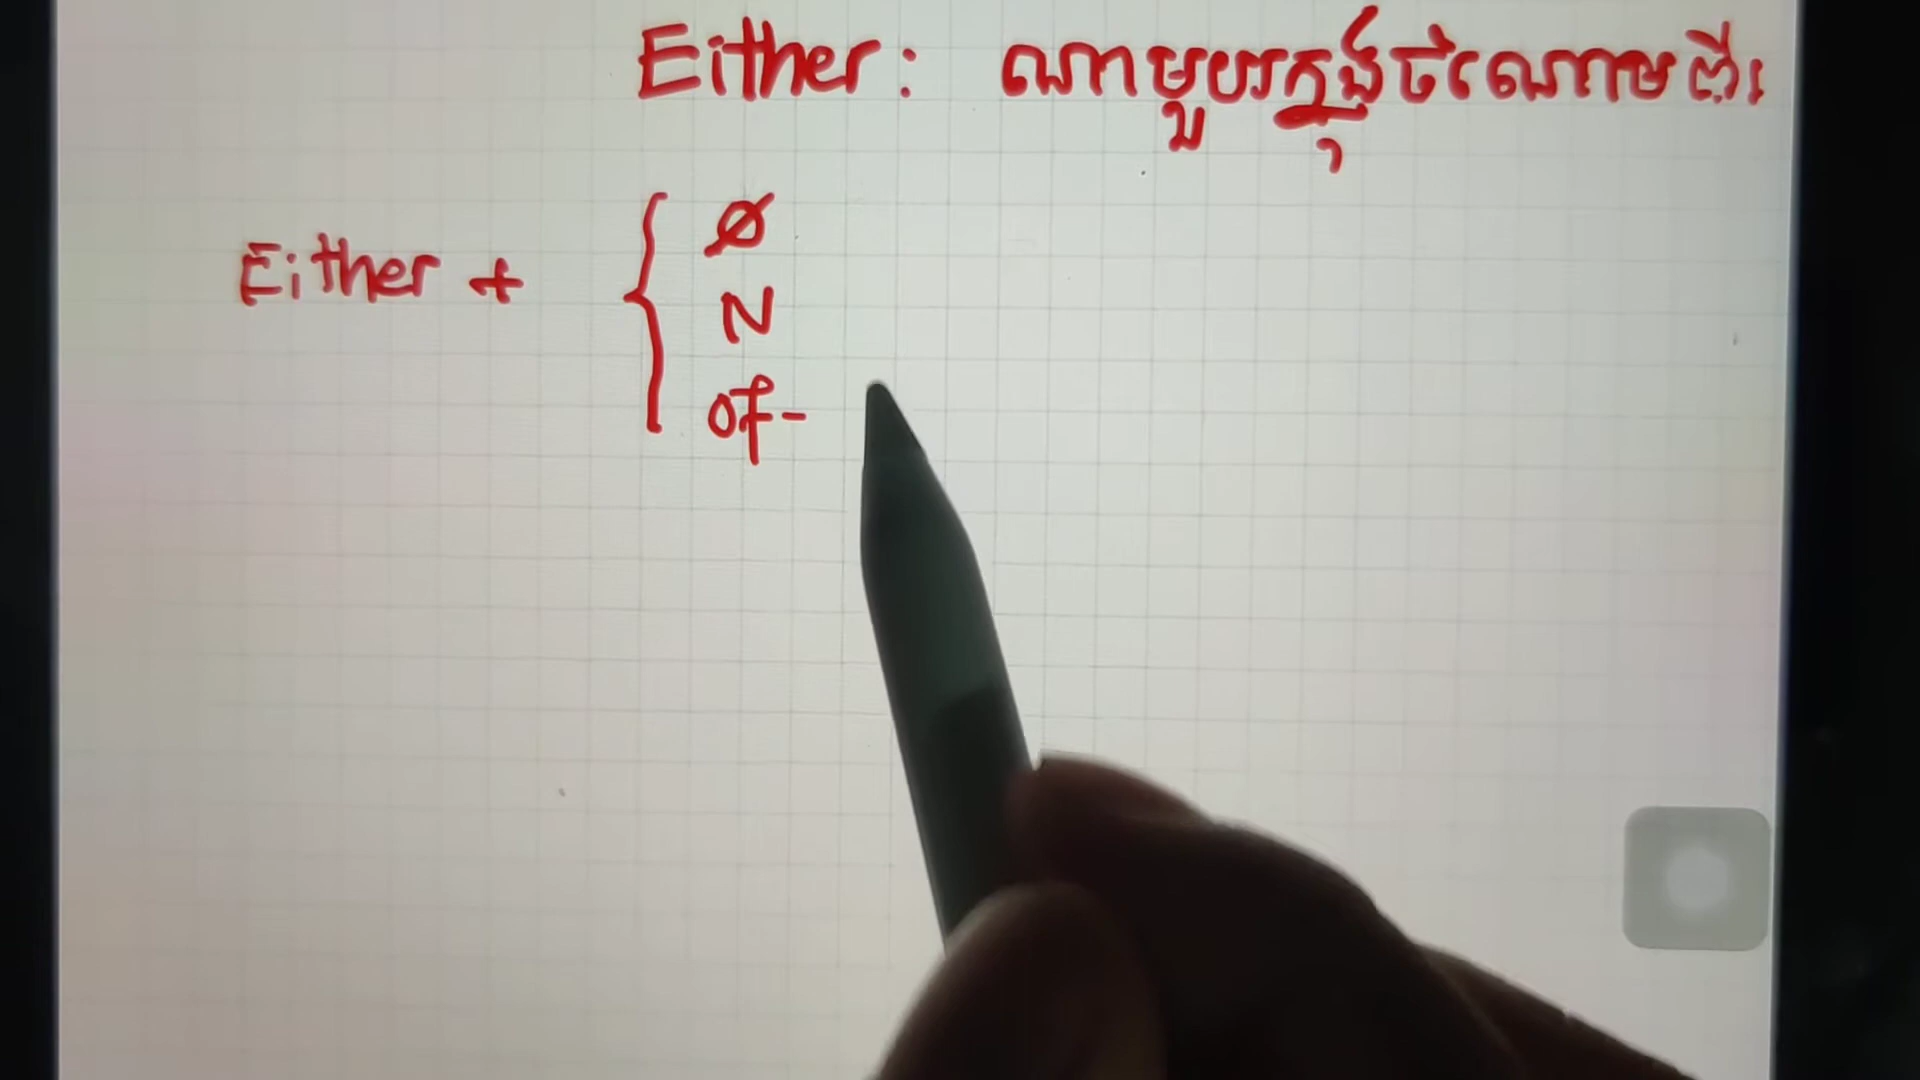 Either: ណាមួយក្នុងចំណោមពីរ
Either + { Ø
N
of-